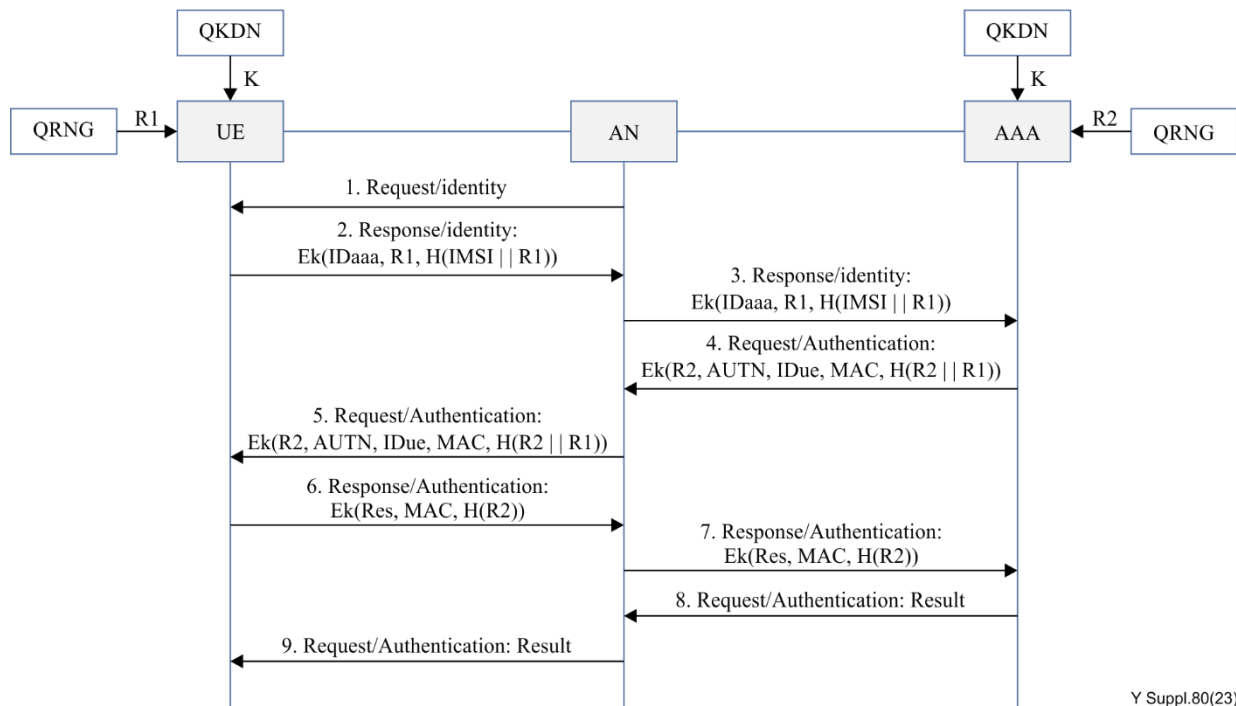 QKDN
QKDN
K
K
QRNG
R1
UE
AN
AAA
R2
QRNG
1. Request/identity
2. Response/identity:
Ek(IDaaa, R1, H(IMSI || R1))
3. Response/identity:
Ek(IDaaa, R1, H(IMSI || R1))
4. Request/Authentication:
Ek(R2, AUTN, IDue, MAC, H(R2 || R1))
5. Request/Authentication:
Ek(R2, AUTN, IDue, MAC, H(R2 || R1))
6. Response/Authentication:
Ek(Res, MAC, H(R2))
7. Response/Authentication:
Ek(Res, MAC, H(R2))
8. Request/Authentication: Result
9. Request/Authentication: Result
Y Suppl.80(23)